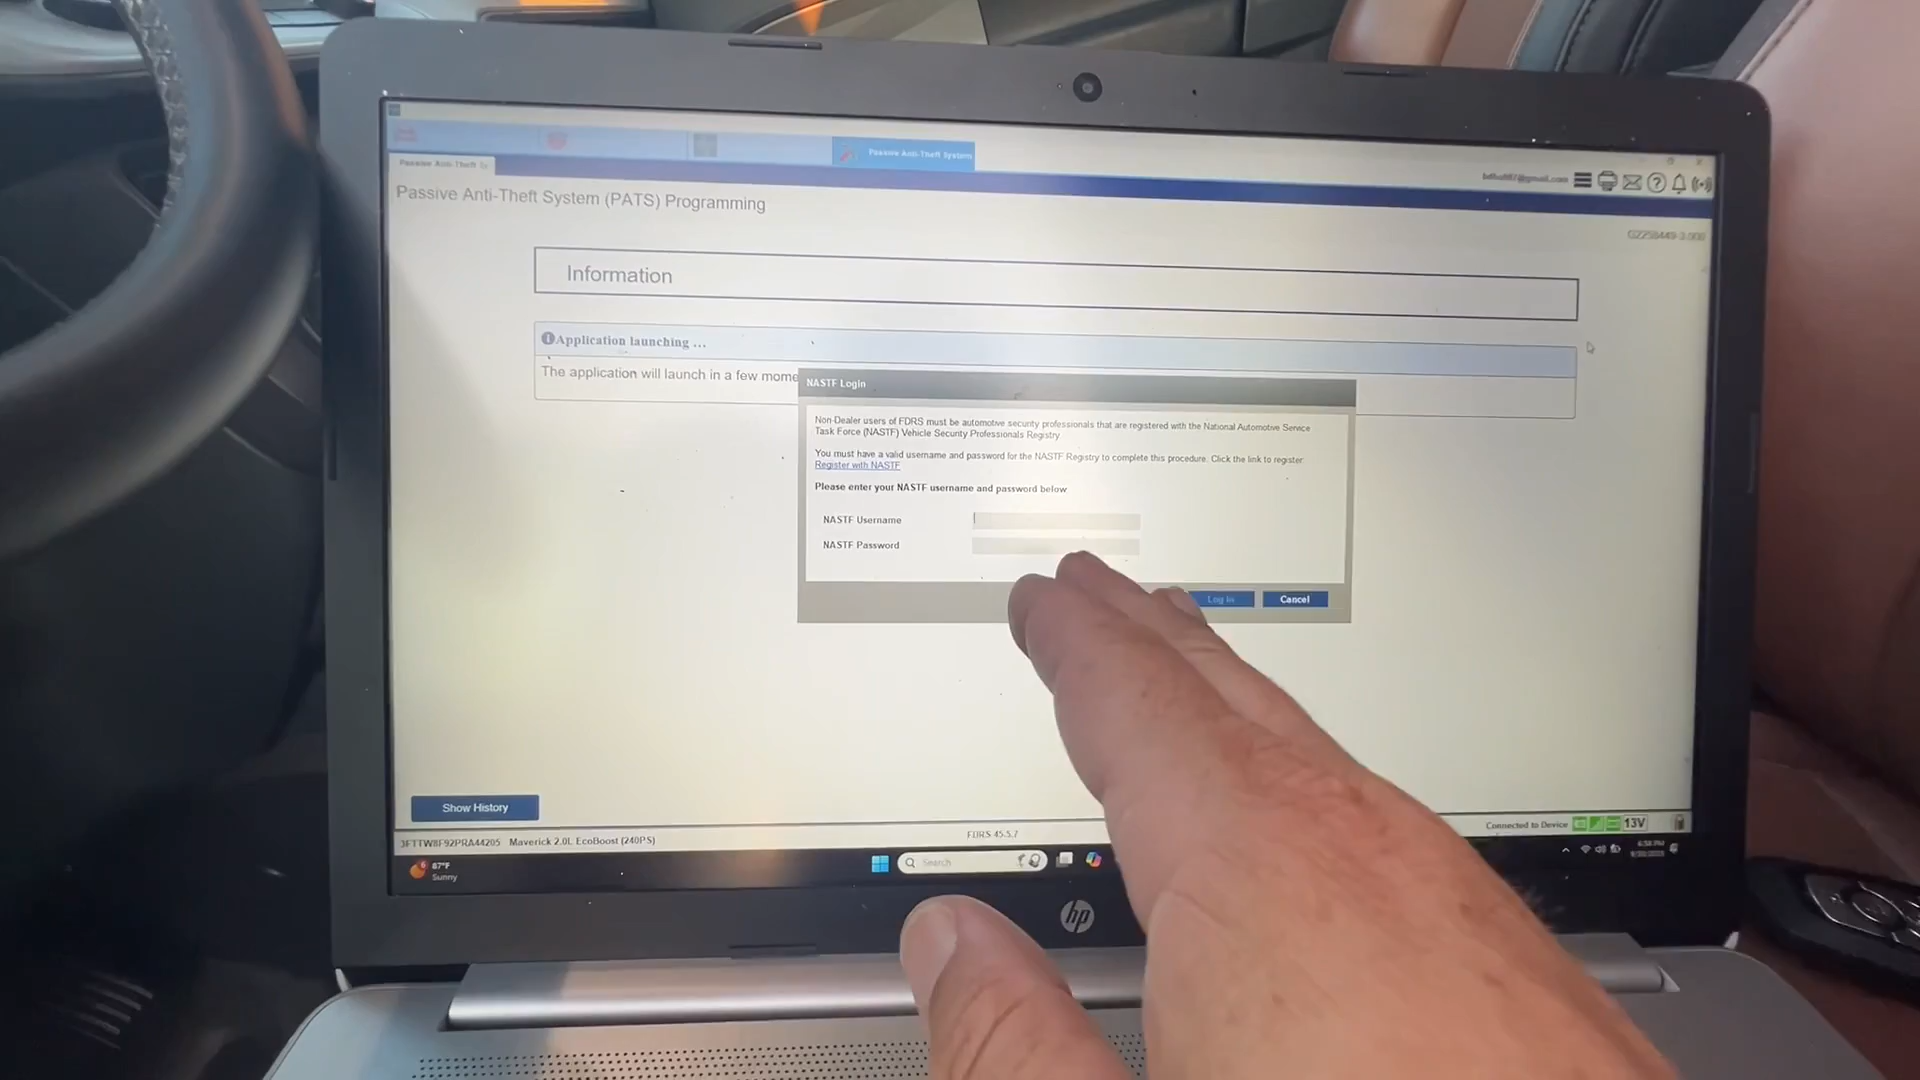 Passive Anti-Theft System
Passive Anti-Theft Sy
Passive Anti-Theft System (PATS) Programming
Information
Application launching ...
The application will launch in a few mome
NASTF Login
Non-Dealer users of FDRS must be automotive security professionals that are registered with the National Automotive Service
Task Force (NASTF) Vehicle Security Professionals Registry
You must have a valid username and password for the NASTF Registry to complete this procedure. Click the link to register
Register with NASTF
Please enter your NASTF username and password below
NASTF Username
NASTF Password
Log In
Cancel
Show History
Connected to Device
13V
3FTTW8F92PRA44205 Maverick 2.0L EcoBoost (240PS)
FDRS 45.5.7
87°F
Sunny
Search
hp